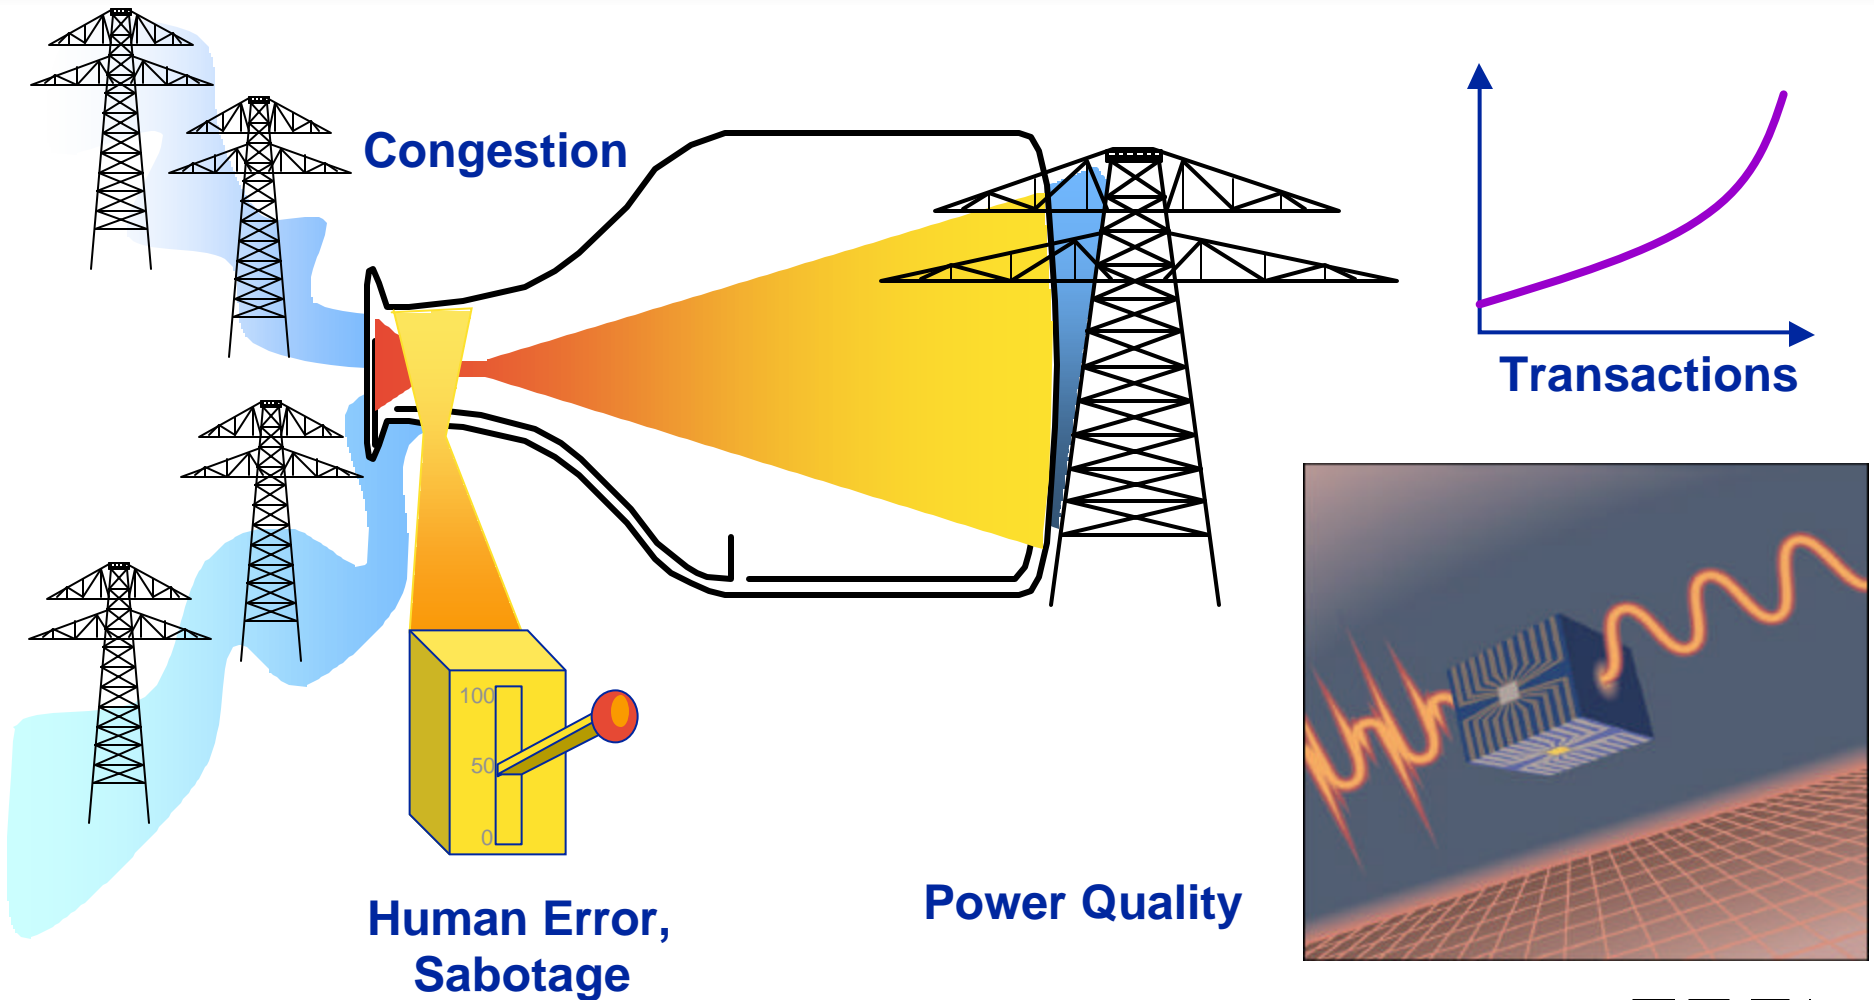 Congestion
Transactions
100
50
0
Human Error,
Sabotage
Power Quality